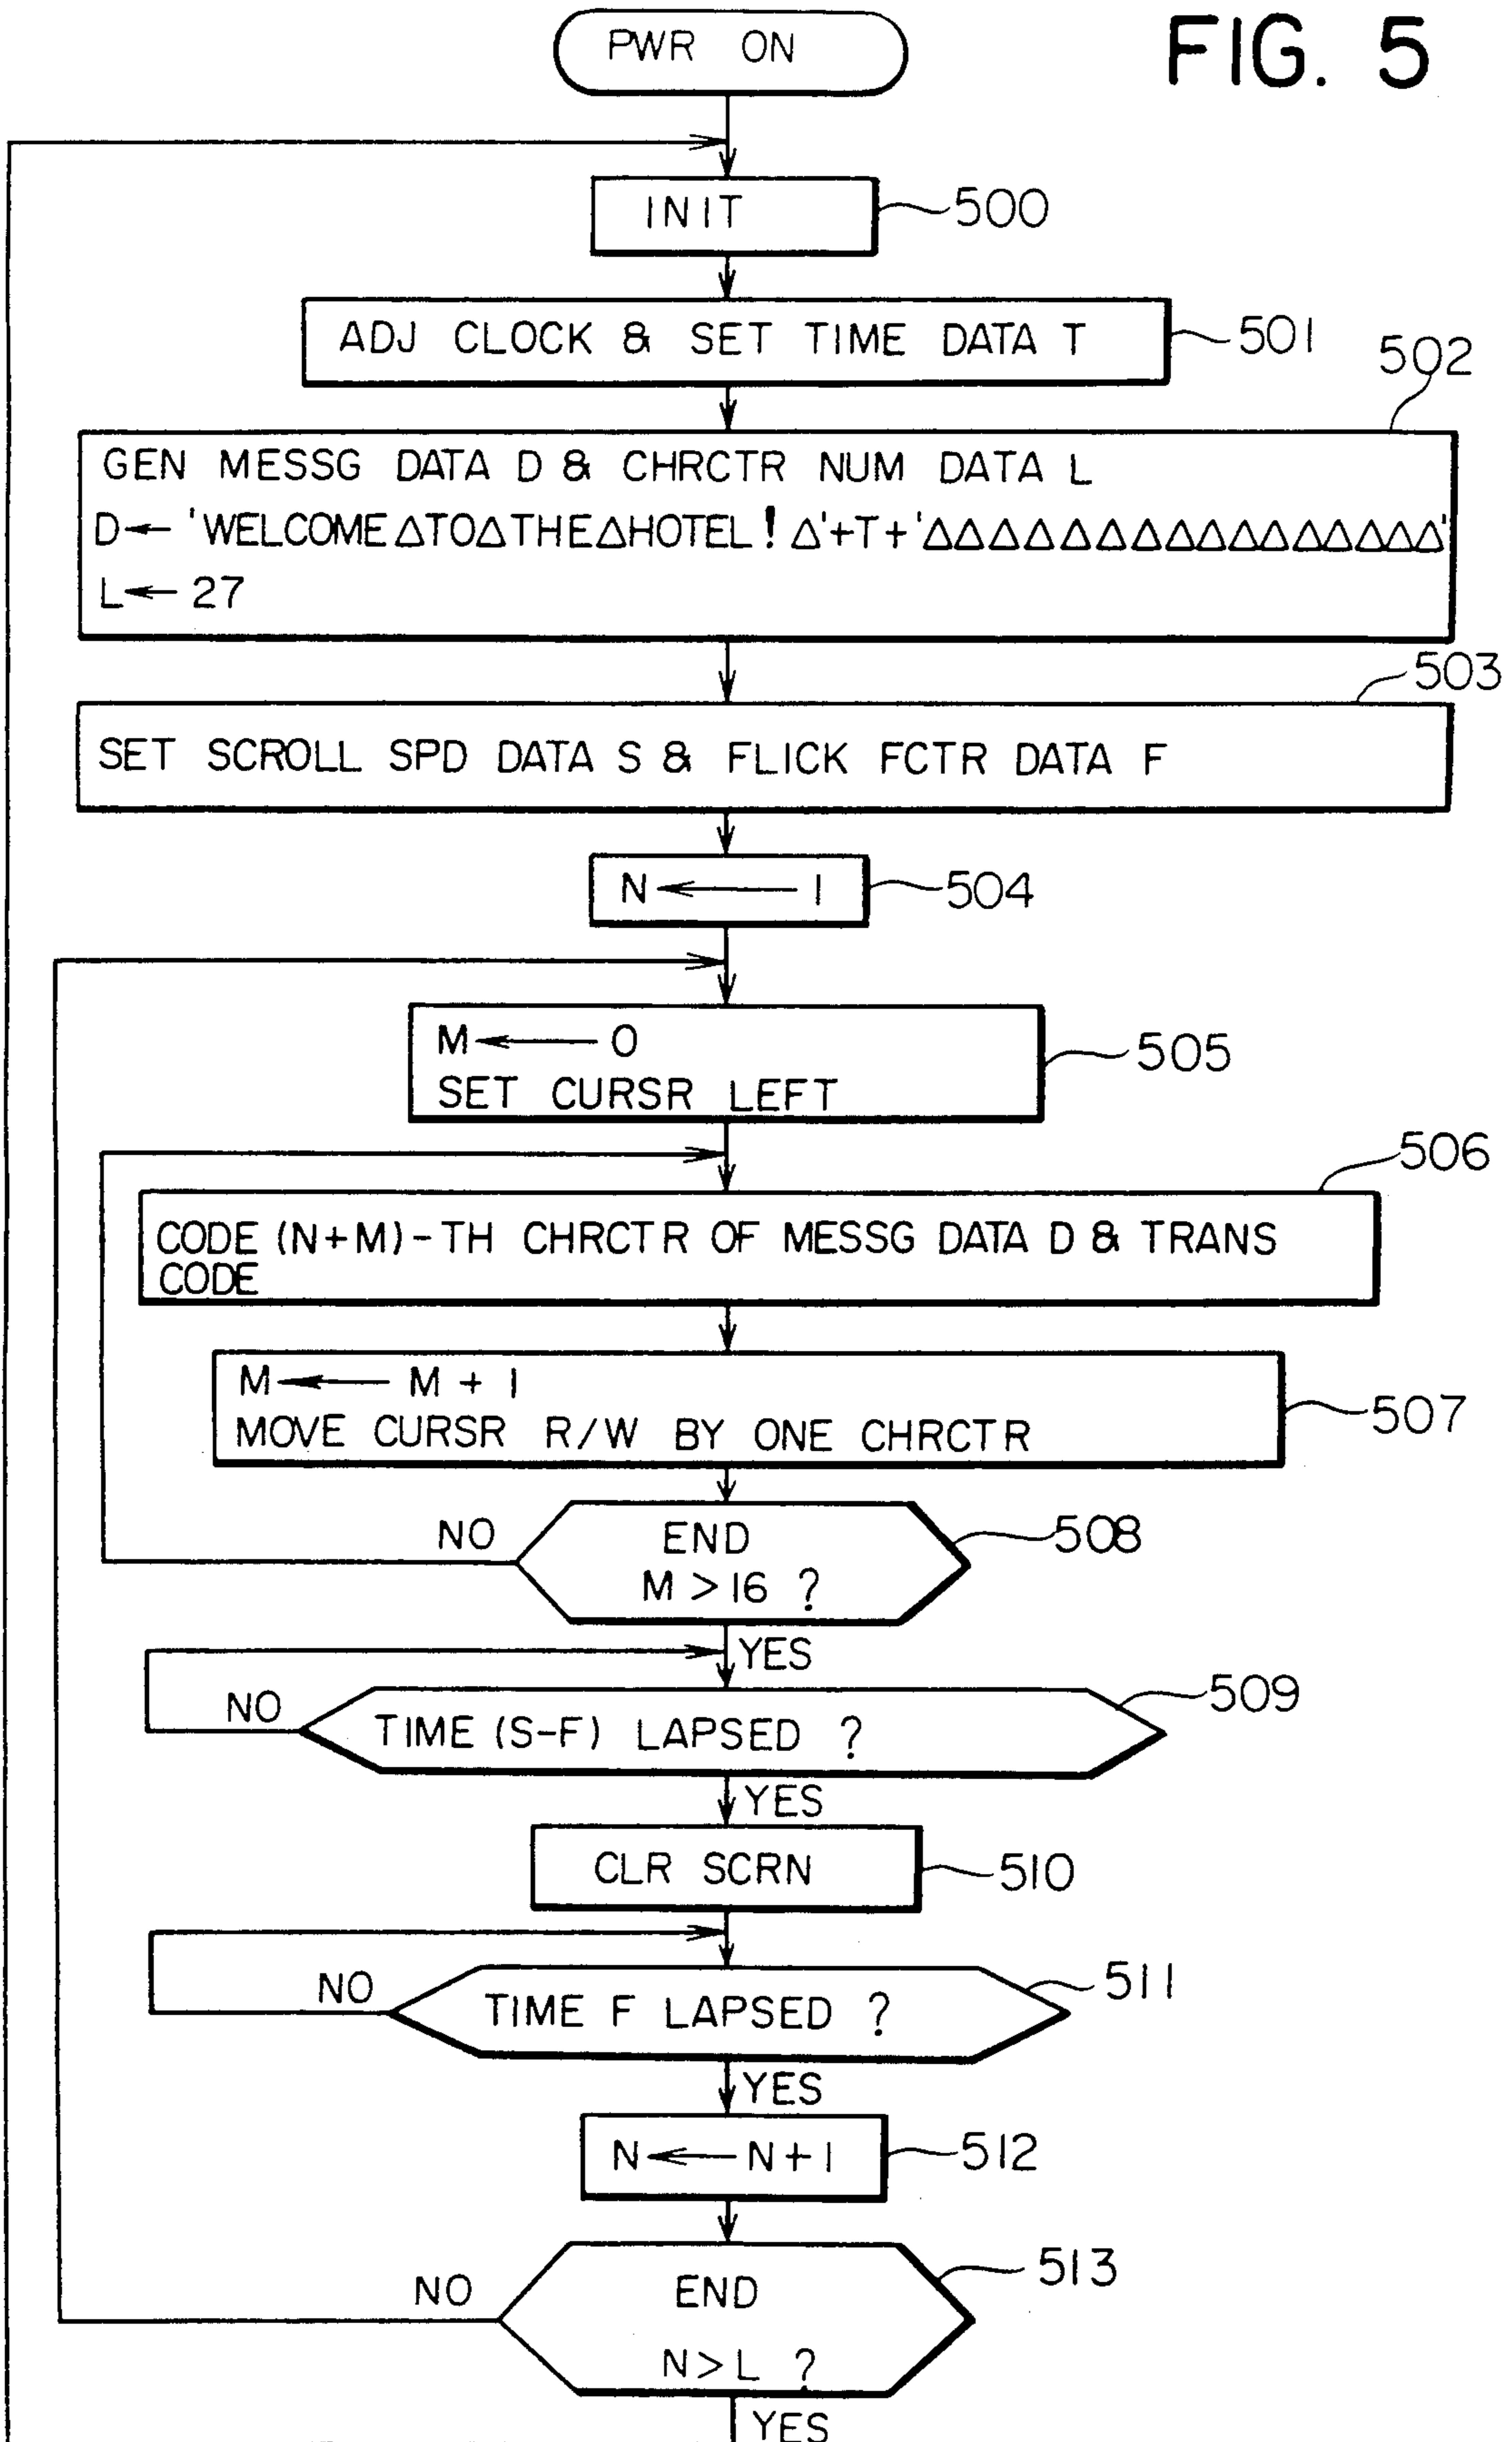 FIG. 5
PWR ON
INIT
500
ADJ CLOCK & SET TIME DATA T
501
502
GEN MESSG DATA D & CHRCTR NUM DATA L
D← 'WELCOMEΔTOΔTHEΔHOTEL! Δ'+T+'ΔΔΔΔΔΔΔΔΔΔΔΔΔΔΔΔ'
L← 27
503
SET SCROLL SPD DATA S & FLICK FCTR DATA F
N ← 1
504
M ← 0
SET CURSR LEFT
505
506
CODE (N+M)-TH CHRCTR OF MESSG DATA D & TRANS
CODE
M ← M + 1
MOVE CURSR R/W BY ONE CHRCTR
507
NO
END
M > 16 ?
508
YES
NO
TIME (S-F) LAPSED ?
509
YES
CLR SCRN
510
NO
TIME F LAPSED ?
511
YES
N ← N + 1
512
NO
END
N > L ?
513
YES